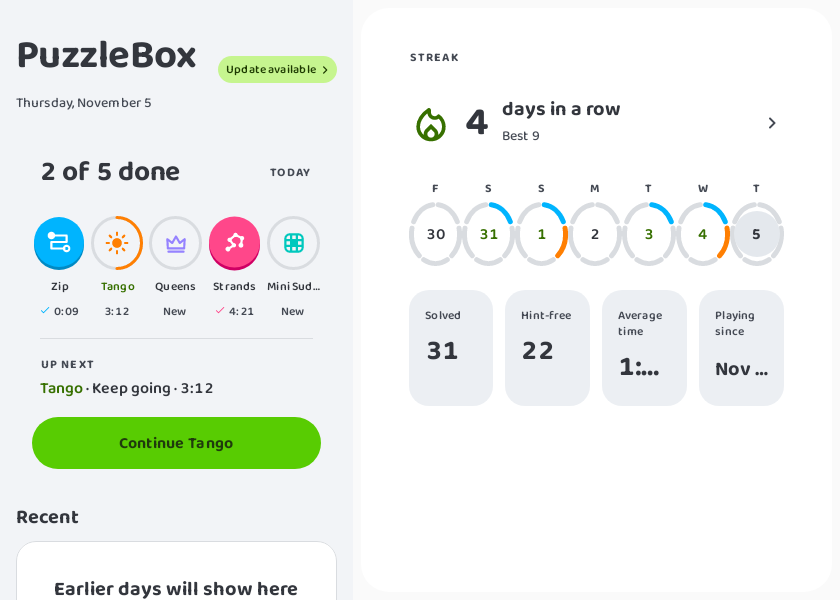 PuzzleBox
Update available
Thursday, November 5
2 of 5 done
TODAY
Zip
Tango
Queens
Strands
Mini Sud...
0:09
3:12
New
4:21
New
UP NEXT
Tango · Keep going · 3:12
Continue Tango
Recent
Earlier days will show here
STREAK
4
days in a row
Best 9
F S S M T W T
30 31 1 2 3 4 5
Solved
31
Hint-free
22
Average
time
1:...
Playing
since
Nov ...